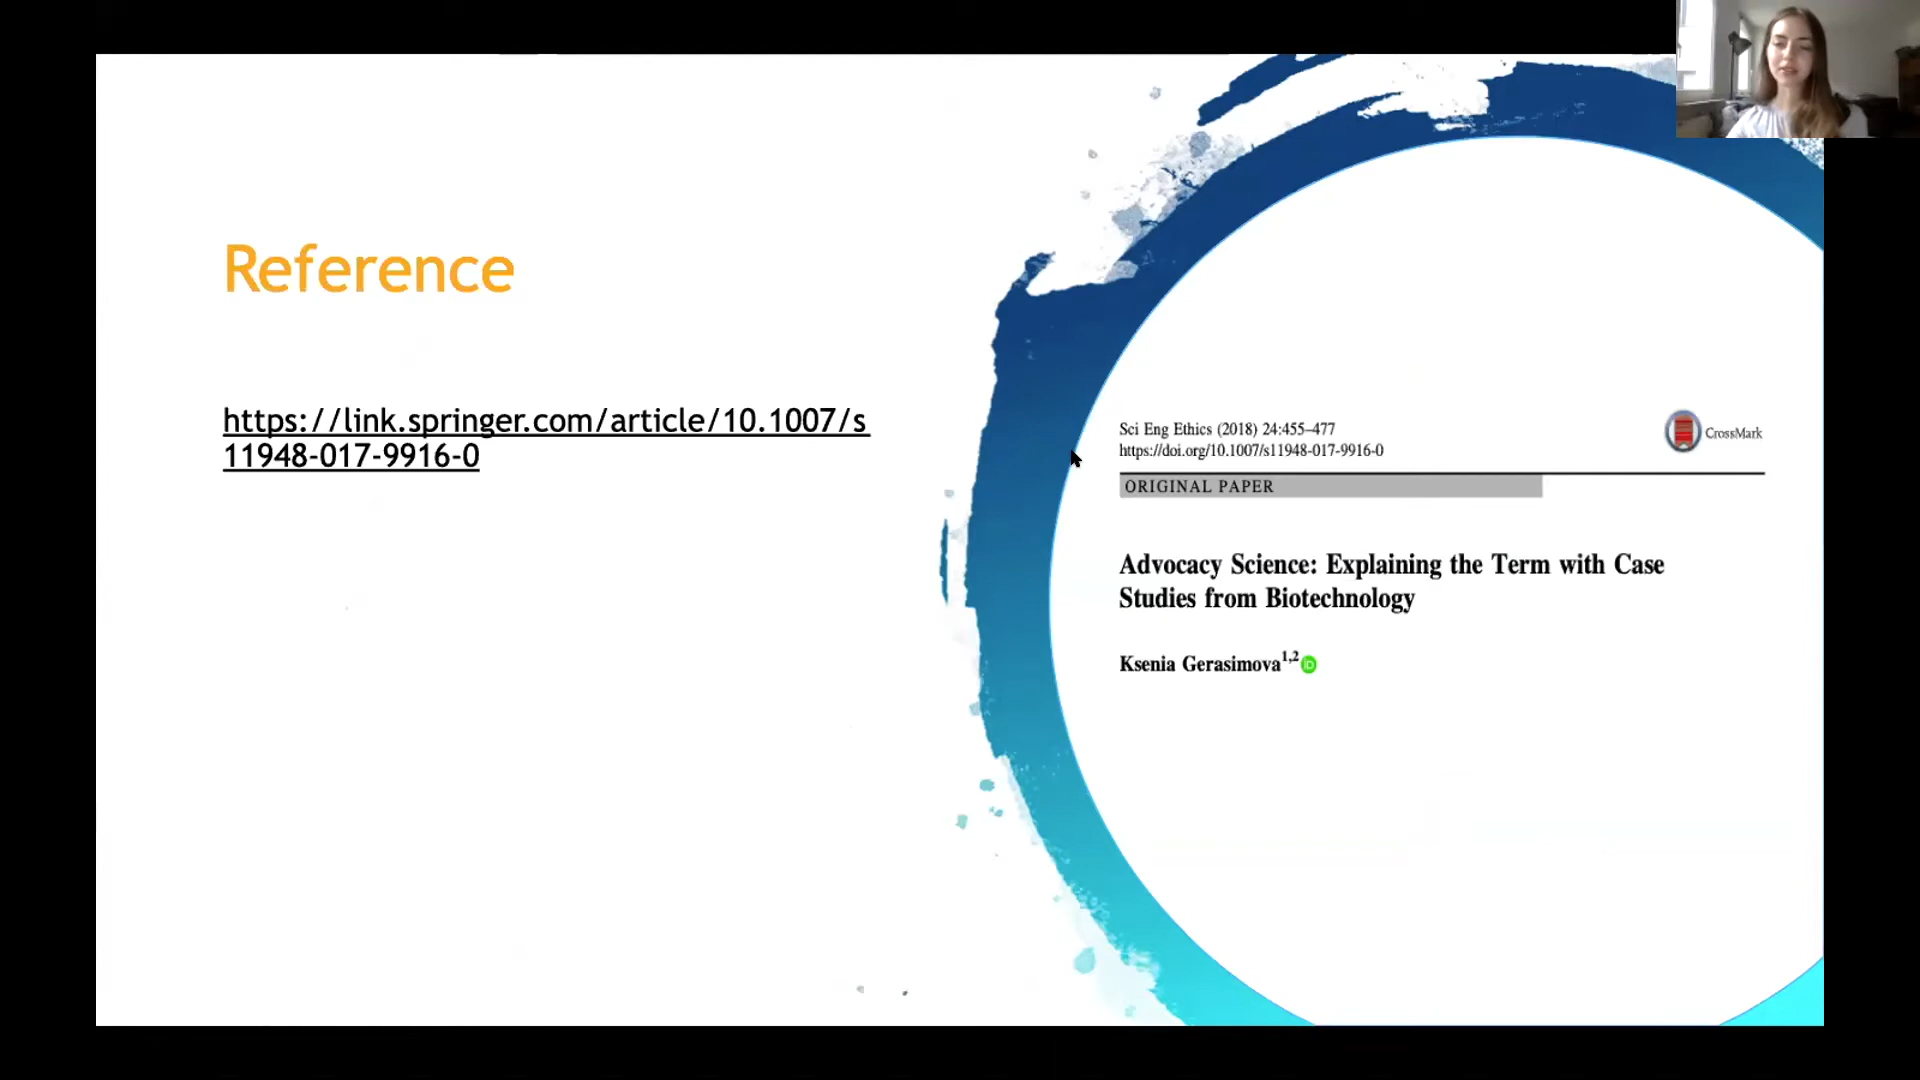 Reference
https://link.springer.com/article/10.1007/s
11948-017-9916-0
Sci Eng Ethics (2018) 24:455–477
https://doi.org/10.1007/s11948-017-9916-0
CrossMark
ORIGINAL PAPER
Advocacy Science: Explaining the Term with Case
Studies from Biotechnology
Ksenia Gerasimova1,2 iD